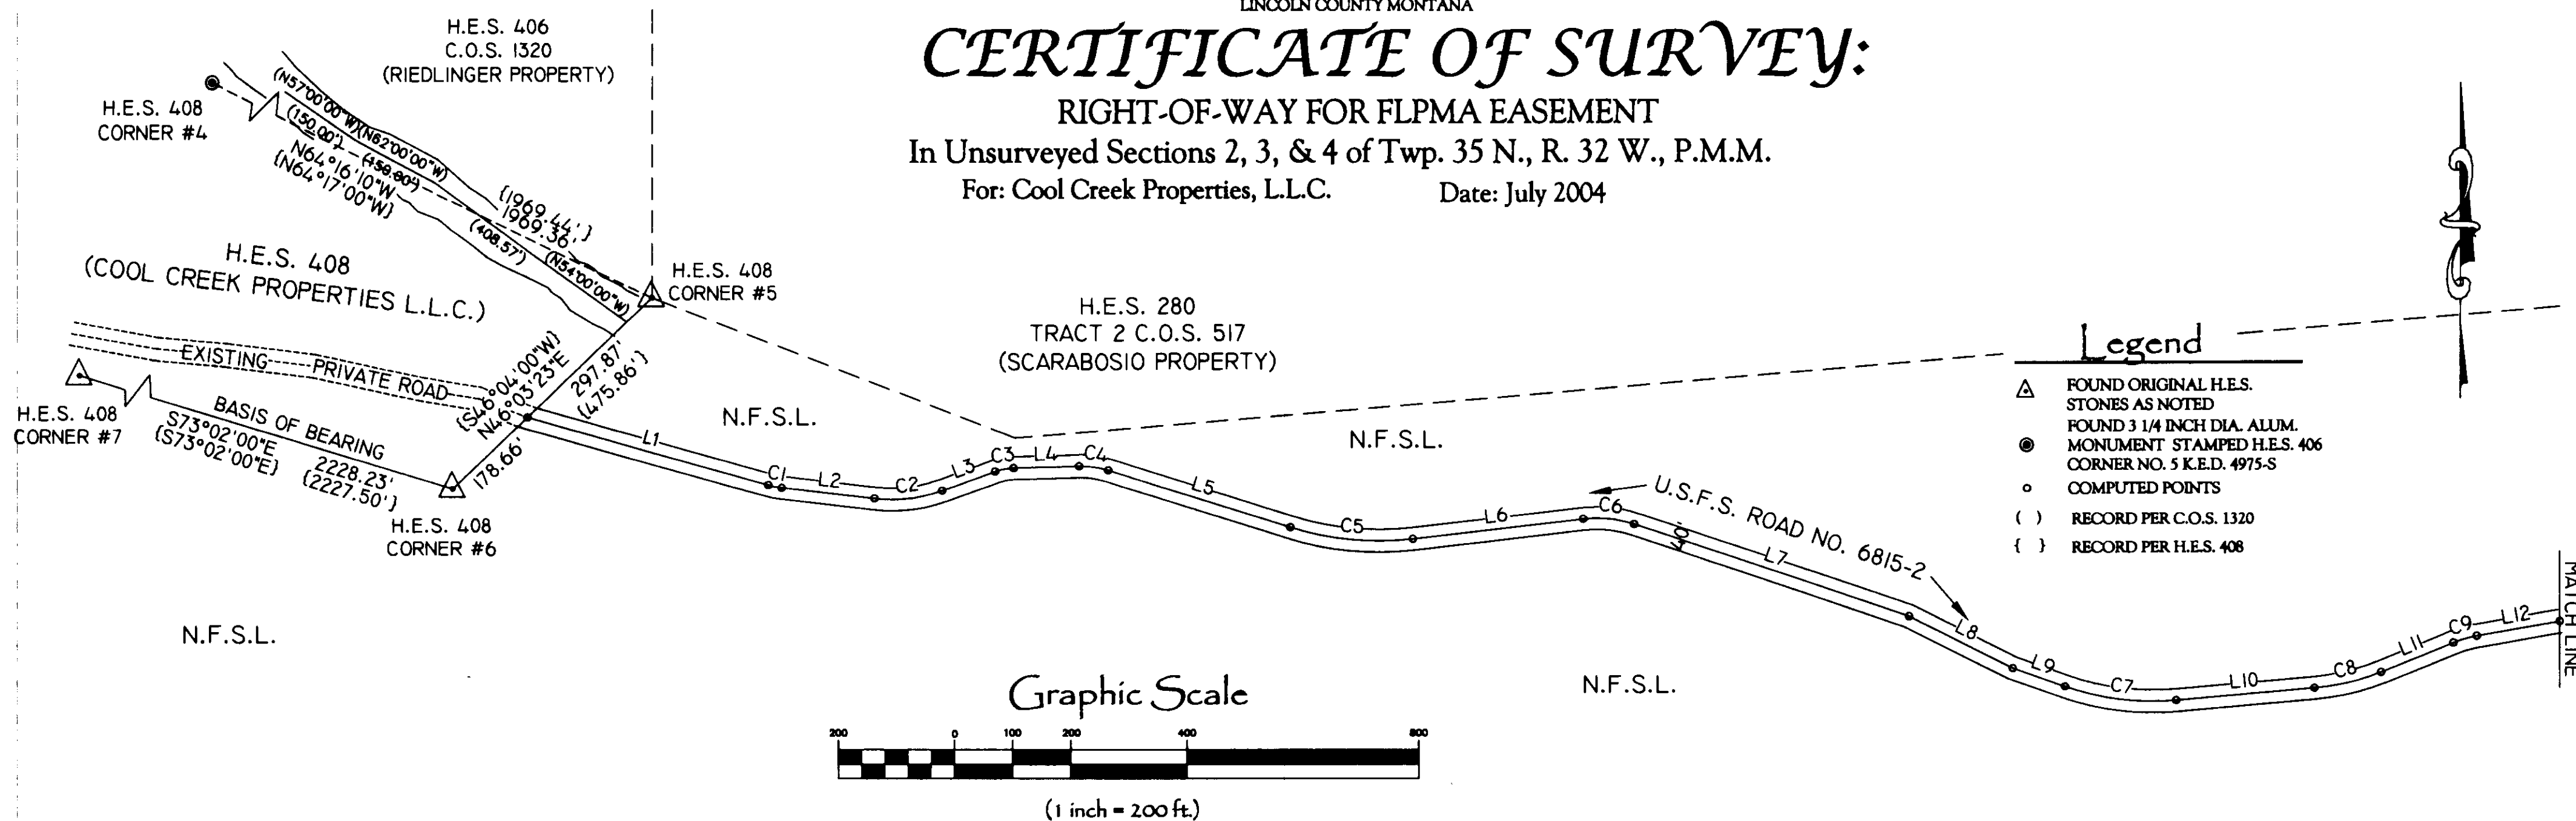 LINCOLN COUNTY MONTANA
CERTIFICATE OF SURVEY:
RIGHT-OF-WAY FOR FLPMA EASEMENT
In Unsurveyed Sections 2, 3, & 4 of Twp. 35 N., R. 32 W., P.M.M.
For: Cool Creek Properties, L.L.C. Date: July 2004
H.E.S. 406
C.O.S. 1320
(RIEDLINGER PROPERTY)
H.E.S. 408
CORNER #4
(N57°00'00"W)
(N62°00'00"W)
(150.00')
(150.00')
N64°16'10"W
{N64°17'00"W}
{1969.44'}
1969.36'
(408.57')
(N54°00'00"W)
H.E.S. 408
CORNER #5
H.E.S. 408
(COOL CREEK PROPERTIES L.L.C.)
EXISTING PRIVATE ROAD
{S46°04'00"W}
N46°03'23"E
297.87'
{475.86'}
H.E.S. 408
CORNER #7
BASIS OF BEARING
S73°02'00"E 2228.23'
{S73°02'00"E} {2227.50'}
178.66'
H.E.S. 408
CORNER #6
H.E.S. 280
TRACT 2 C.O.S. 517
(SCARABOSIO PROPERTY)
N.F.S.L.
N.F.S.L.
N.F.S.L.
N.F.S.L.
L1
C1
L2
C2
L3
C3
L4
C4
L5
C5
L6
C6
40'
U.S.F.S. ROAD NO. 6815-2
L7
L8
L9
C7
L10
C8
L11
C9
L12
MATCH LINE
Legend
FOUND ORIGINAL H.E.S.
STONES AS NOTED
FOUND 3 1/4 INCH DIA. ALUM.
MONUMENT STAMPED H.E.S. 406
CORNER NO. 5 K.E.D. 4975-S
COMPUTED POINTS
( ) RECORD PER C.O.S. 1320
{ } RECORD PER H.E.S. 408
Graphic Scale
200 0 100 200 400 800
(1 inch = 200 ft.)